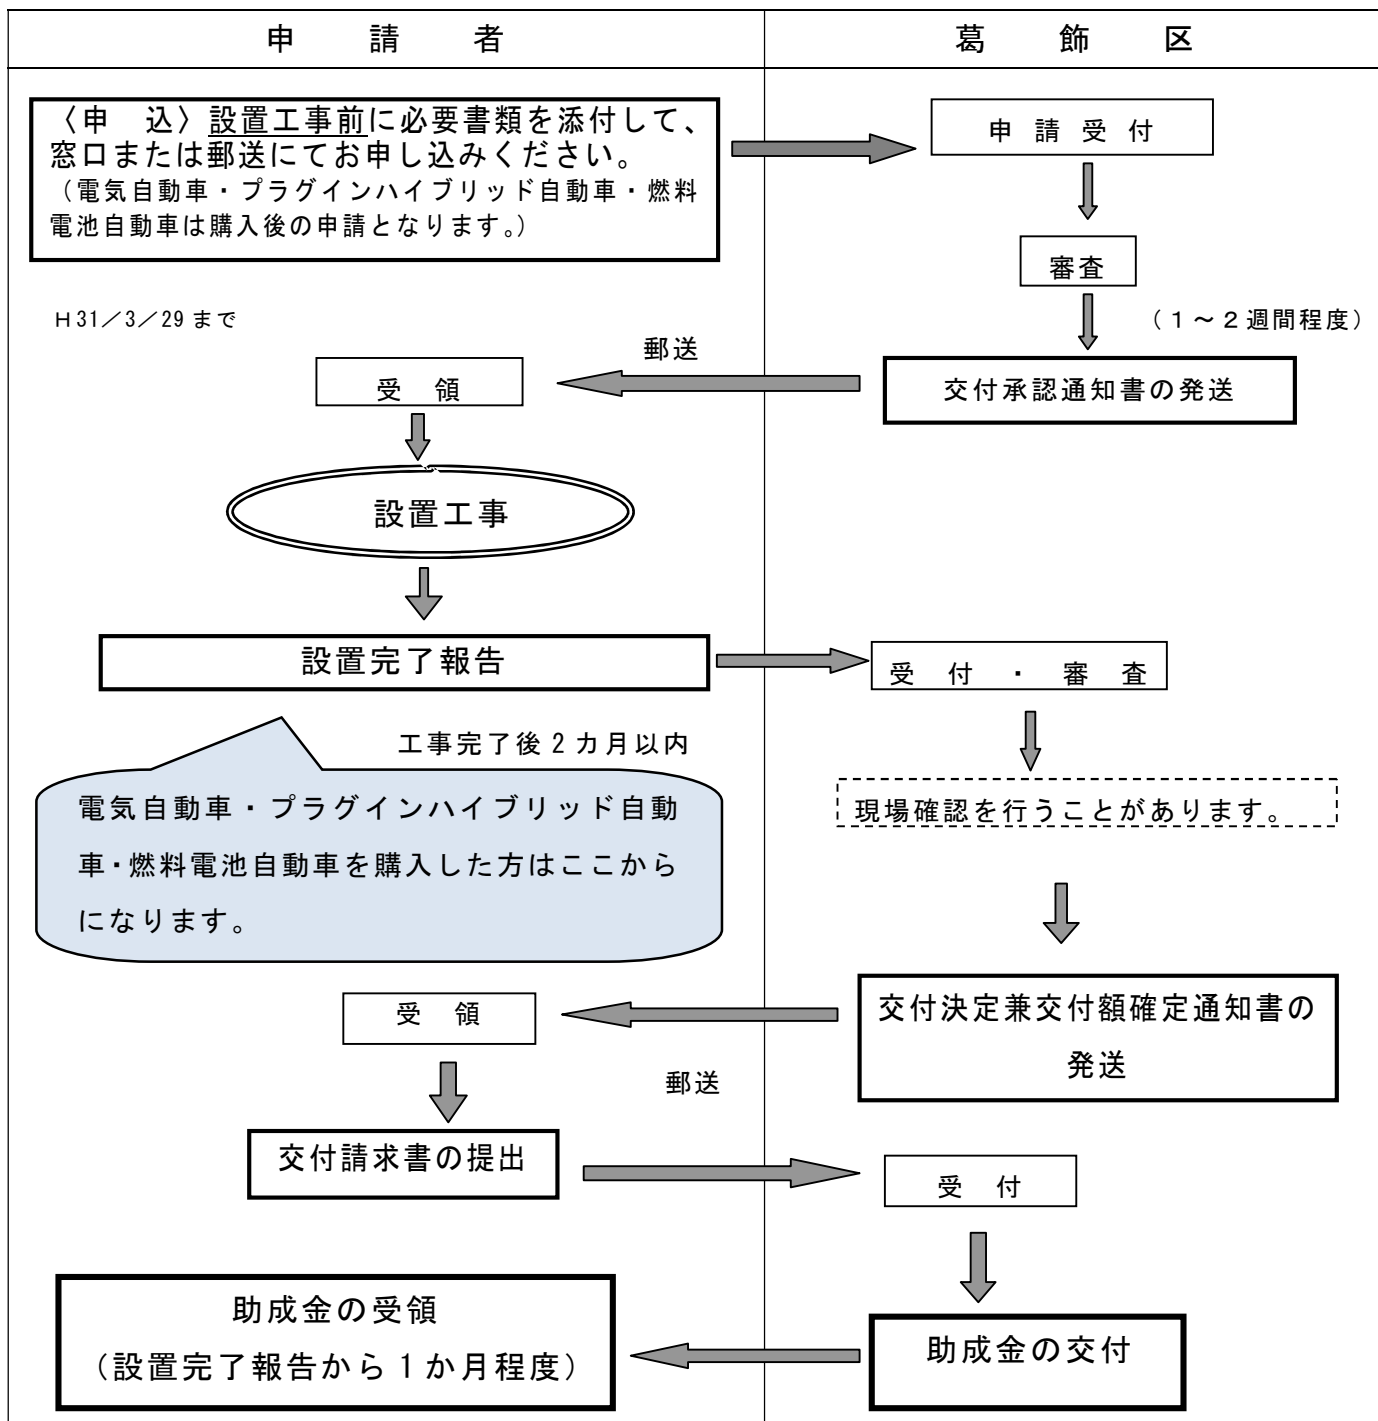 申請者
葛飾区
〈申 込〉設置工事前に必要書類を添付して、
窓口または郵送にてお申し込みください。
(電気自動車・プラグインハイブリッド自動車・燃料
電池自動車は購入後の申請となります。)
申請受付
審査
H31/3/29まで
(1~2週間程度)
郵送
受 領
交付承認通知書の発送
設置工事
設置完了報告
受 付 ・ 審 査
工事完了後2カ月以内
電気自動車・プラグインハイブリッド自動
車・燃料電池自動車を購入した方はここから
になります。
現場確認を行うことがあります。
受 領
交付決定兼交付額確定通知書の
発送
郵送
交付請求書の提出
受 付
助成金の受領
(設置完了報告から1か月程度)
助成金の交付